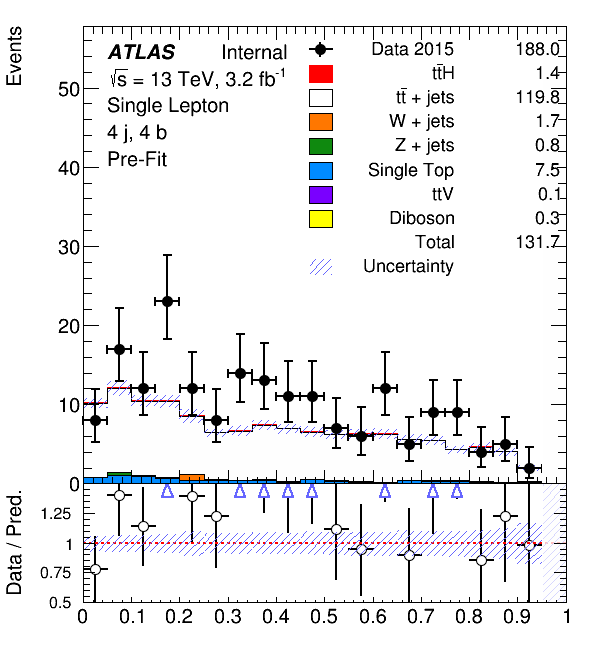 Events
ATLAS Internal
√s = 13 TeV, 3.2 fb⁻¹
Single Lepton
4 j, 4 b
Pre-Fit
Data 2015 188.0
tt̄H 1.4
tt̄ + jets 119.8
W + jets 1.7
Z + jets 0.8
Single Top 7.5
ttV 0.1
Diboson 0.3
Total 131.7
Uncertainty
50
40
30
20
10
0
Data / Pred.
1.25
1
0.75
0.5
0 0.1 0.2 0.3 0.4 0.5 0.6 0.7 0.8 0.9 1